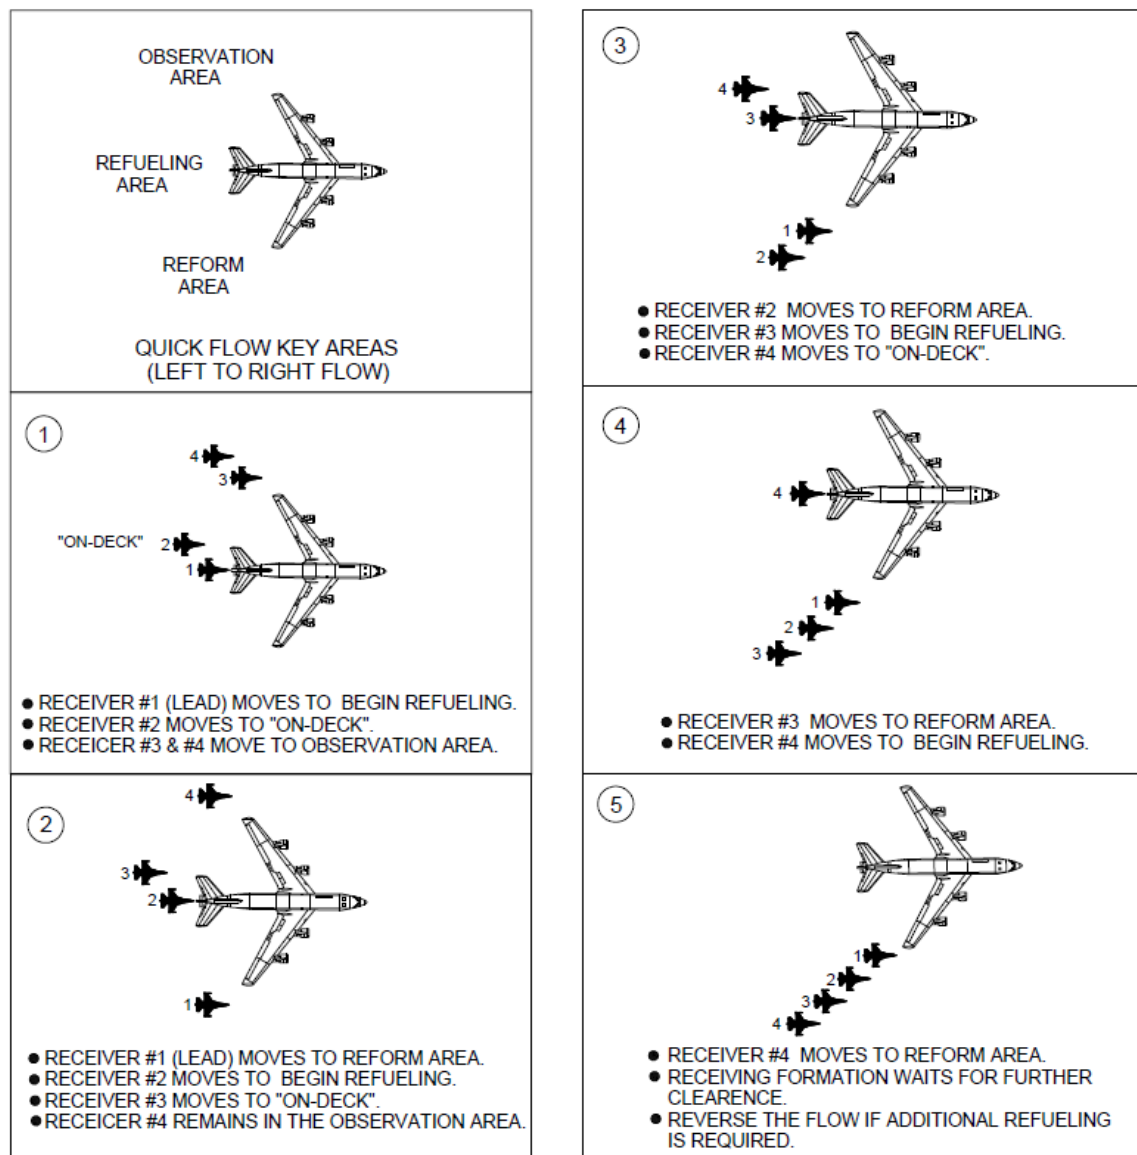 OBSERVATION
AREA
REFUELING
AREA
REFORM
AREA
QUICK FLOW KEY AREAS
(LEFT TO RIGHT FLOW)
1
4
3
"ON-DECK"
2
1
● RECEIVER #1 (LEAD) MOVES TO BEGIN REFUELING.
● RECEIVER #2 MOVES TO "ON-DECK".
● RECEICER #3 & #4 MOVE TO OBSERVATION AREA.
2
4
3
2
1
● RECEIVER #1 (LEAD) MOVES TO REFORM AREA.
● RECEIVER #2 MOVES TO BEGIN REFUELING.
● RECEIVER #3 MOVES TO "ON-DECK".
● RECEICER #4 REMAINS IN THE OBSERVATION AREA.
3
4
3
1
2
● RECEIVER #2 MOVES TO REFORM AREA.
● RECEIVER #3 MOVES TO BEGIN REFUELING.
● RECEIVER #4 MOVES TO "ON-DECK".
4
4
1
2
3
● RECEIVER #3 MOVES TO REFORM AREA.
● RECEIVER #4 MOVES TO BEGIN REFUELING.
5
1
2
3
4
● RECEIVER #4 MOVES TO REFORM AREA.
● RECEIVING FORMATION WAITS FOR FURTHER
CLEARENCE.
● REVERSE THE FLOW IF ADDITIONAL REFUELING
IS REQUIRED.